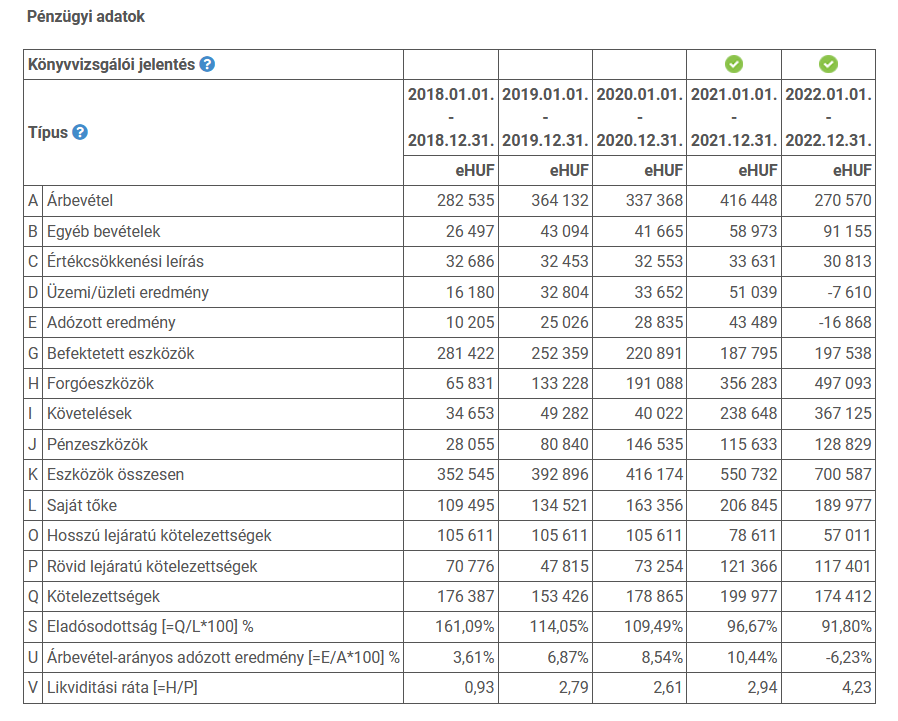 Pénzügyi adatok
Könyvvizsgálói jelentés ?
Típus ? 2018.01.01. - 2018.12.31. 2019.01.01. - 2019.12.31. 2020.01.01. - 2020.12.31. 2021.01.01. - 2021.12.31. 2022.01.01. - 2022.12.31.
eHUF eHUF eHUF eHUF eHUF
A Árbevétel 282 535 364 132 337 368 416 448 270 570
B Egyéb bevételek 26 497 43 094 41 665 58 973 91 155
C Értékcsökkenési leírás 32 686 32 453 32 553 33 631 30 813
D Üzemi/üzleti eredmény 16 180 32 804 33 652 51 039 -7 610
E Adózott eredmény 10 205 25 026 28 835 43 489 -16 868
G Befektetett eszközök 281 422 252 359 220 891 187 795 197 538
H Forgóeszközök 65 831 133 228 191 088 356 283 497 093
I Követelések 34 653 49 282 40 022 238 648 367 125
J Pénzeszközök 28 055 80 840 146 535 115 633 128 829
K Eszközök összesen 352 545 392 896 416 174 550 732 700 587
L Saját tőke 109 495 134 521 163 356 206 845 189 977
O Hosszú lejáratú kötelezettségek 105 611 105 611 105 611 78 611 57 011
P Rövid lejáratú kötelezettségek 70 776 47 815 73 254 121 366 117 401
Q Kötelezettségek 176 387 153 426 178 865 199 977 174 412
S Eladósodottság [=Q/L*100] % 161,09% 114,05% 109,49% 96,67% 91,80%
U Árbevétel-arányos adózott eredmény [=E/A*100] % 3,61% 6,87% 8,54% 10,44% -6,23%
V Likviditási ráta [=H/P] 0,93 2,79 2,61 2,94 4,23